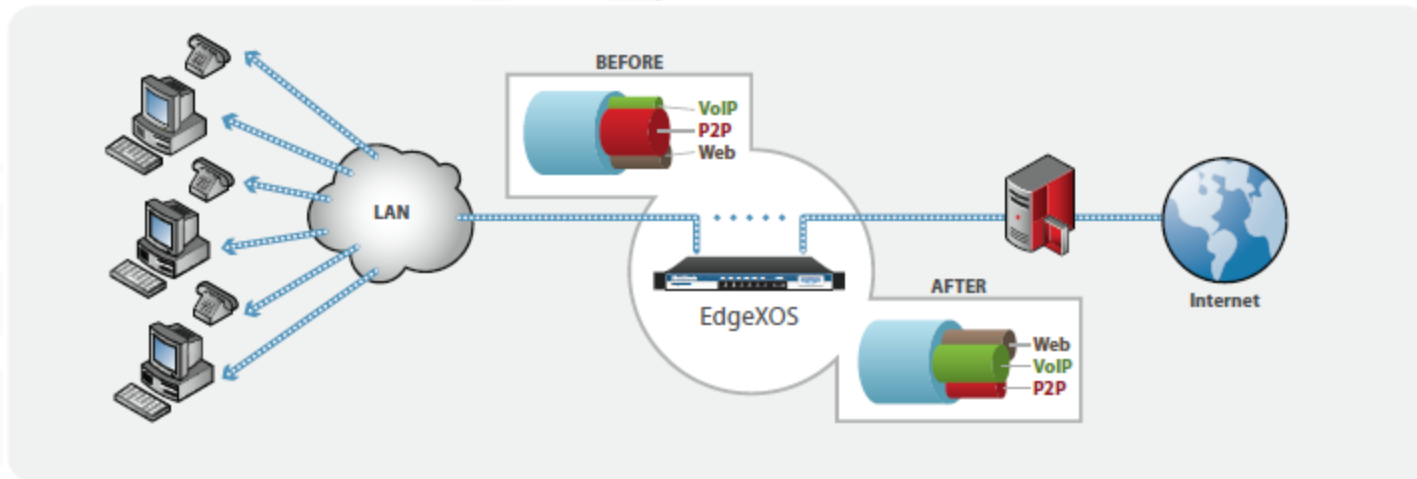 BEFORE
VoIP
P2P
Web
LAN
EdgeXOS
AFTER
Web
VoIP
P2P
Internet